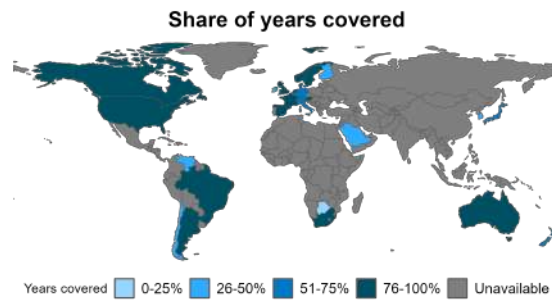 Share of years covered
Years covered 0-25% 26-50% 51-75% 76-100% Unavailable